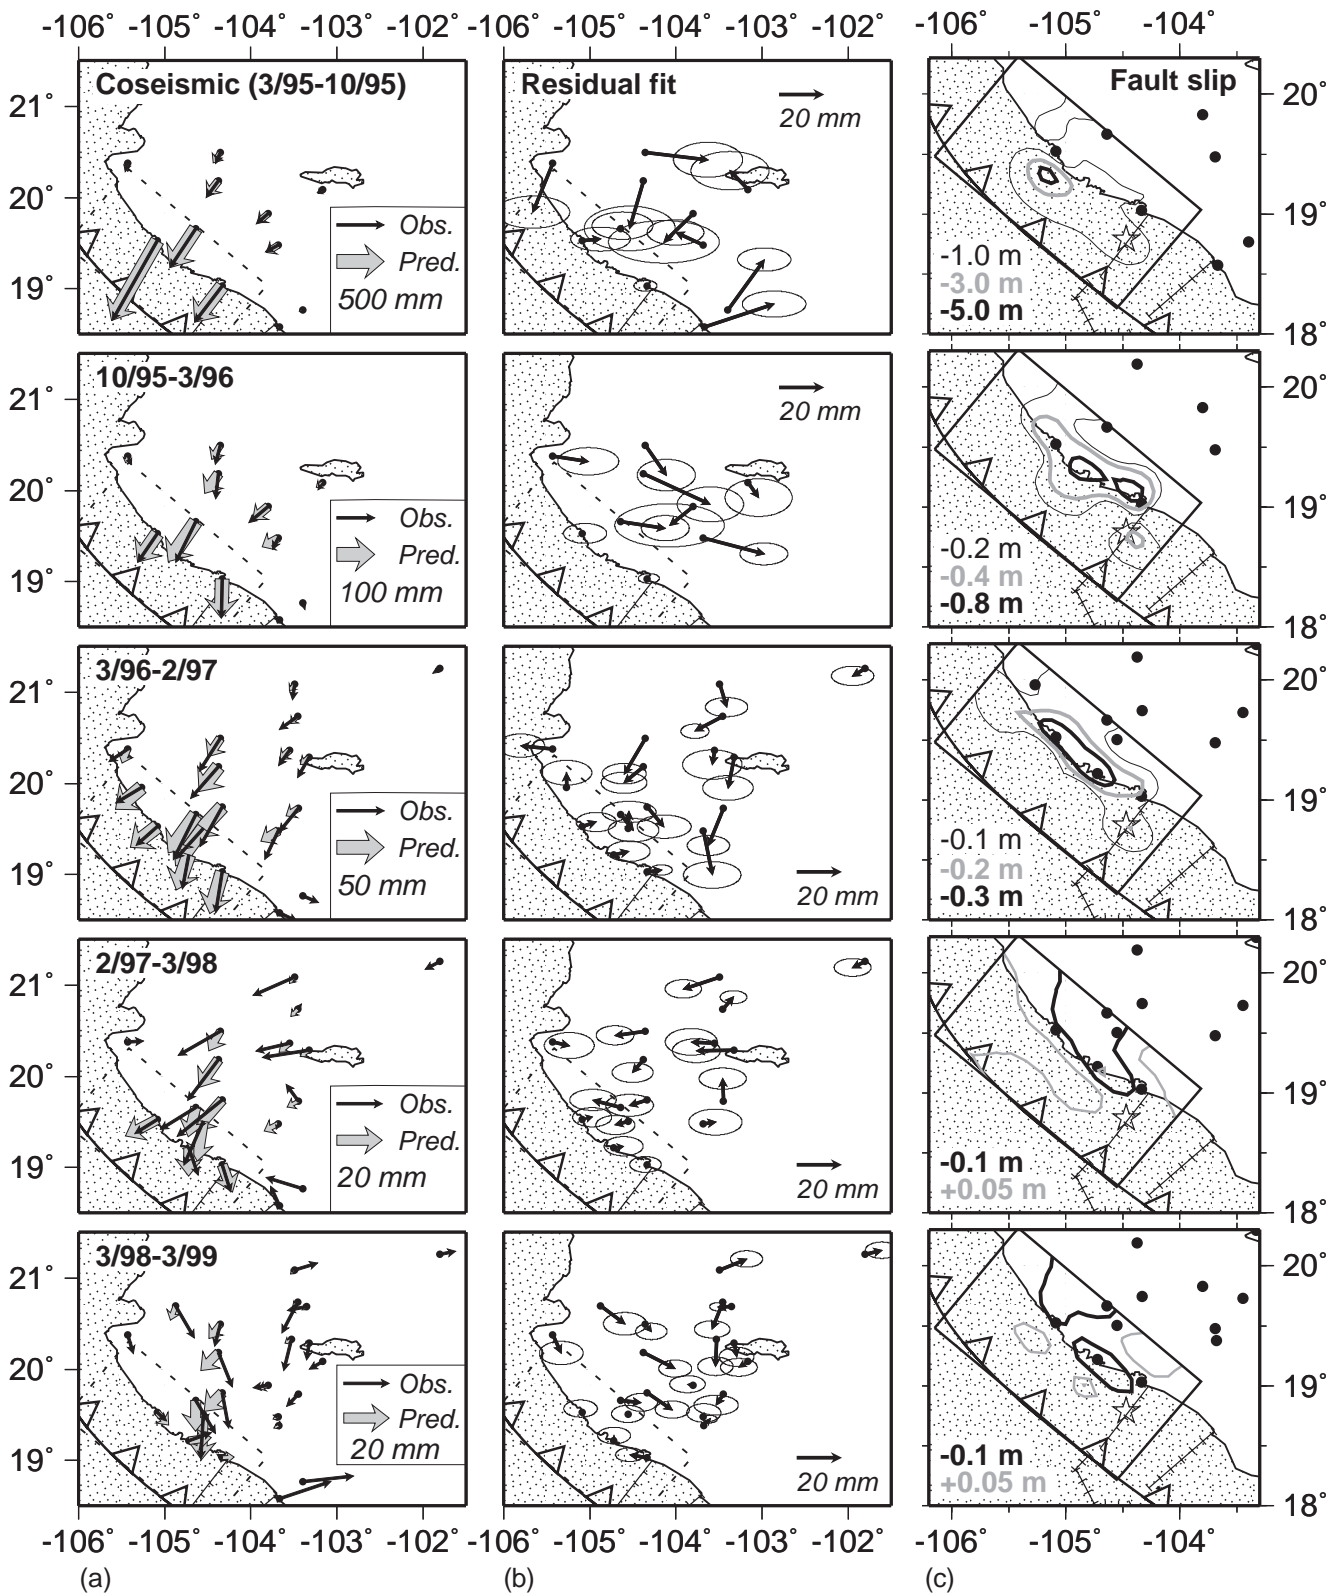 -106° -105° -104° -103° -102° -106° -105° -104° -103° -102° -106° -105° -104°
Coseismic (3/95-10/95) Residual fit Fault slip
21° 20° 19°
Obs.
Pred.
500 mm
20 mm
-1.0 m
-3.0 m
-5.0 m
20° 19° 18°
10/95-3/96
21° 20° 19°
Obs.
Pred.
100 mm
20 mm
-0.2 m
-0.4 m
-0.8 m
20° 19° 18°
3/96-2/97
21° 20° 19°
Obs.
Pred.
50 mm
20 mm
-0.1 m
-0.2 m
-0.3 m
20° 19° 18°
2/97-3/98
21° 20° 19°
Obs.
Pred.
20 mm
20 mm
-0.1 m
+0.05 m
20° 19° 18°
3/98-3/99
21° 20° 19°
Obs.
Pred.
20 mm
20 mm
-0.1 m
+0.05 m
20° 19° 18°
-106° -105° -104° -103° -102° -106° -105° -104° -103° -102° -106° -105° -104°
(a) (b) (c)